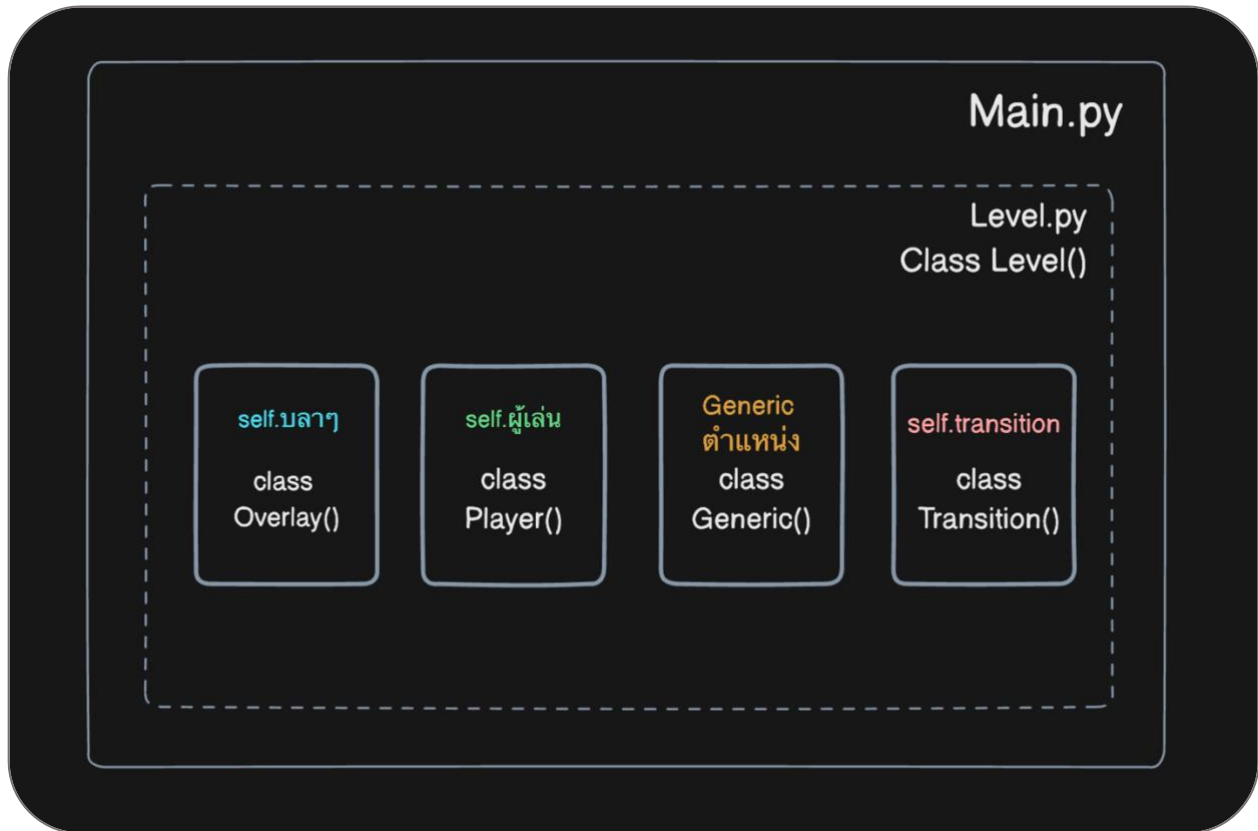 Main.py
Level.py
Class Level()
self.บลาๆ
class
Overlay()
self.ผู้เล่น
class
Player()
Generic
ตำแหน่ง
class
Generic()
self.transition
class
Transition()